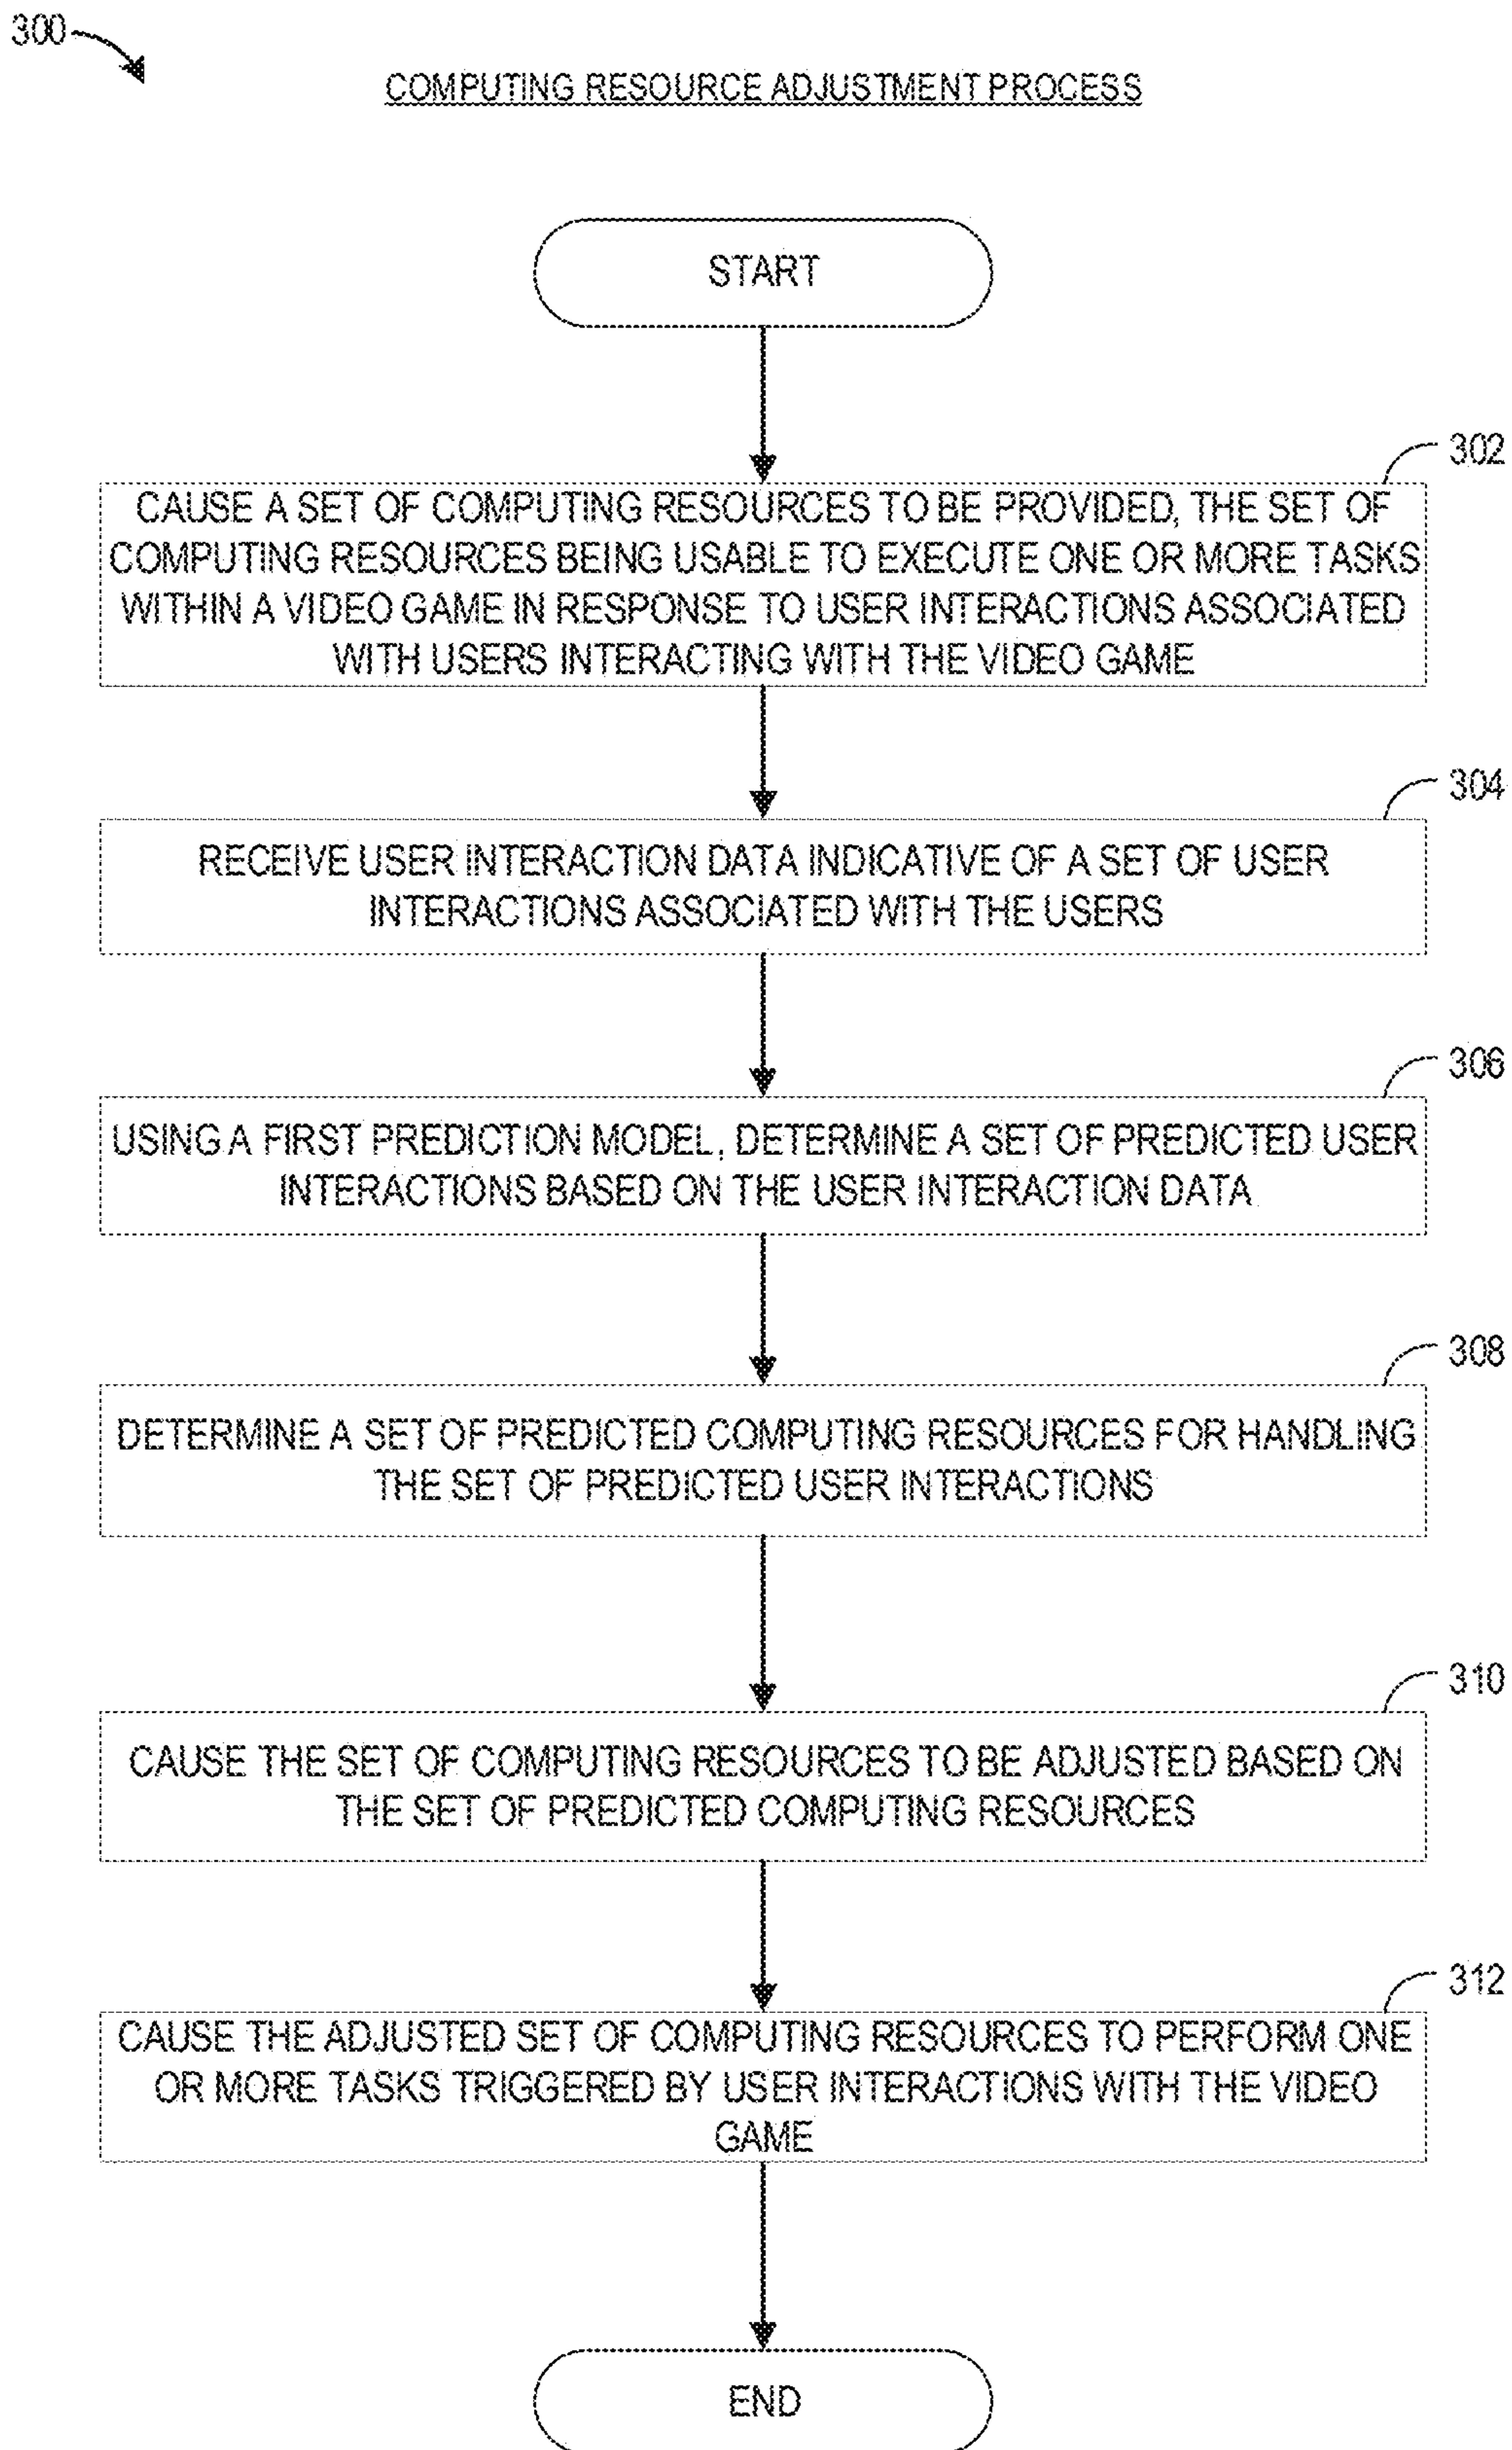 300
COMPUTING RESOURCE ADJUSTMENT PROCESS
START
302
CAUSE A SET OF COMPUTING RESOURCES TO BE PROVIDED, THE SET OF
COMPUTING RESOURCES BEING USABLE TO EXECUTE ONE OR MORE TASKS
WITHIN A VIDEO GAME IN RESPONSE TO USER INTERACTIONS ASSOCIATED
WITH USERS INTERACTING WITH THE VIDEO GAME
304
RECEIVE USER INTERACTION DATA INDICATIVE OF A SET OF USER
INTERACTIONS ASSOCIATED WITH THE USERS
306
USING A FIRST PREDICTION MODEL, DETERMINE A SET OF PREDICTED USER
INTERACTIONS BASED ON THE USER INTERACTION DATA
308
DETERMINE A SET OF PREDICTED COMPUTING RESOURCES FOR HANDLING
THE SET OF PREDICTED USER INTERACTIONS
310
CAUSE THE SET OF COMPUTING RESOURCES TO BE ADJUSTED BASED ON
THE SET OF PREDICTED COMPUTING RESOURCES
312
CAUSE THE ADJUSTED SET OF COMPUTING RESOURCES TO PERFORM ONE
OR MORE TASKS TRIGGERED BY USER INTERACTIONS WITH THE VIDEO
GAME
END